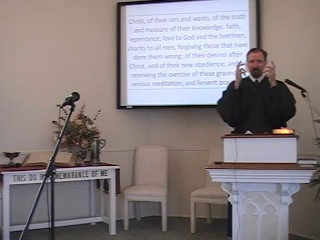 Christ, of their sins and wants; of the truth
and measure of their knowledge, faith,
repentance; love to God and the brethren,
charity to all men, forgiving those that have
done them wrong; of their desires after
Christ, and of their new obedience; and
renewing the exercise of these graces
serious meditation, and fervent
THIS DO MEMBRANCE OF ME